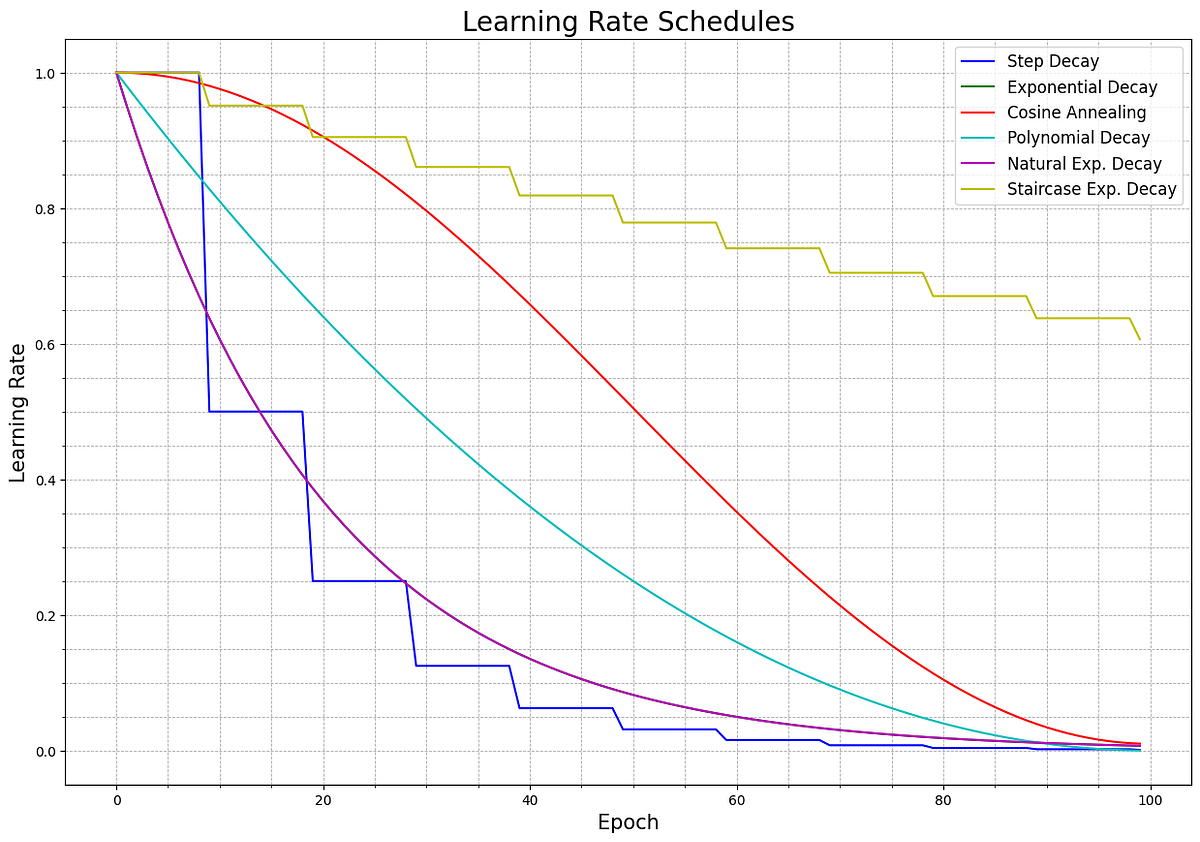 Learning Rate Schedules
Step Decay
Exponential Decay
Cosine Annealing
Polynomial Decay
Natural Exp. Decay
Staircase Exp. Decay
Learning Rate
1.0
0.8
0.6
0.4
0.2
0.0
0 20 40 60 80 100
Epoch